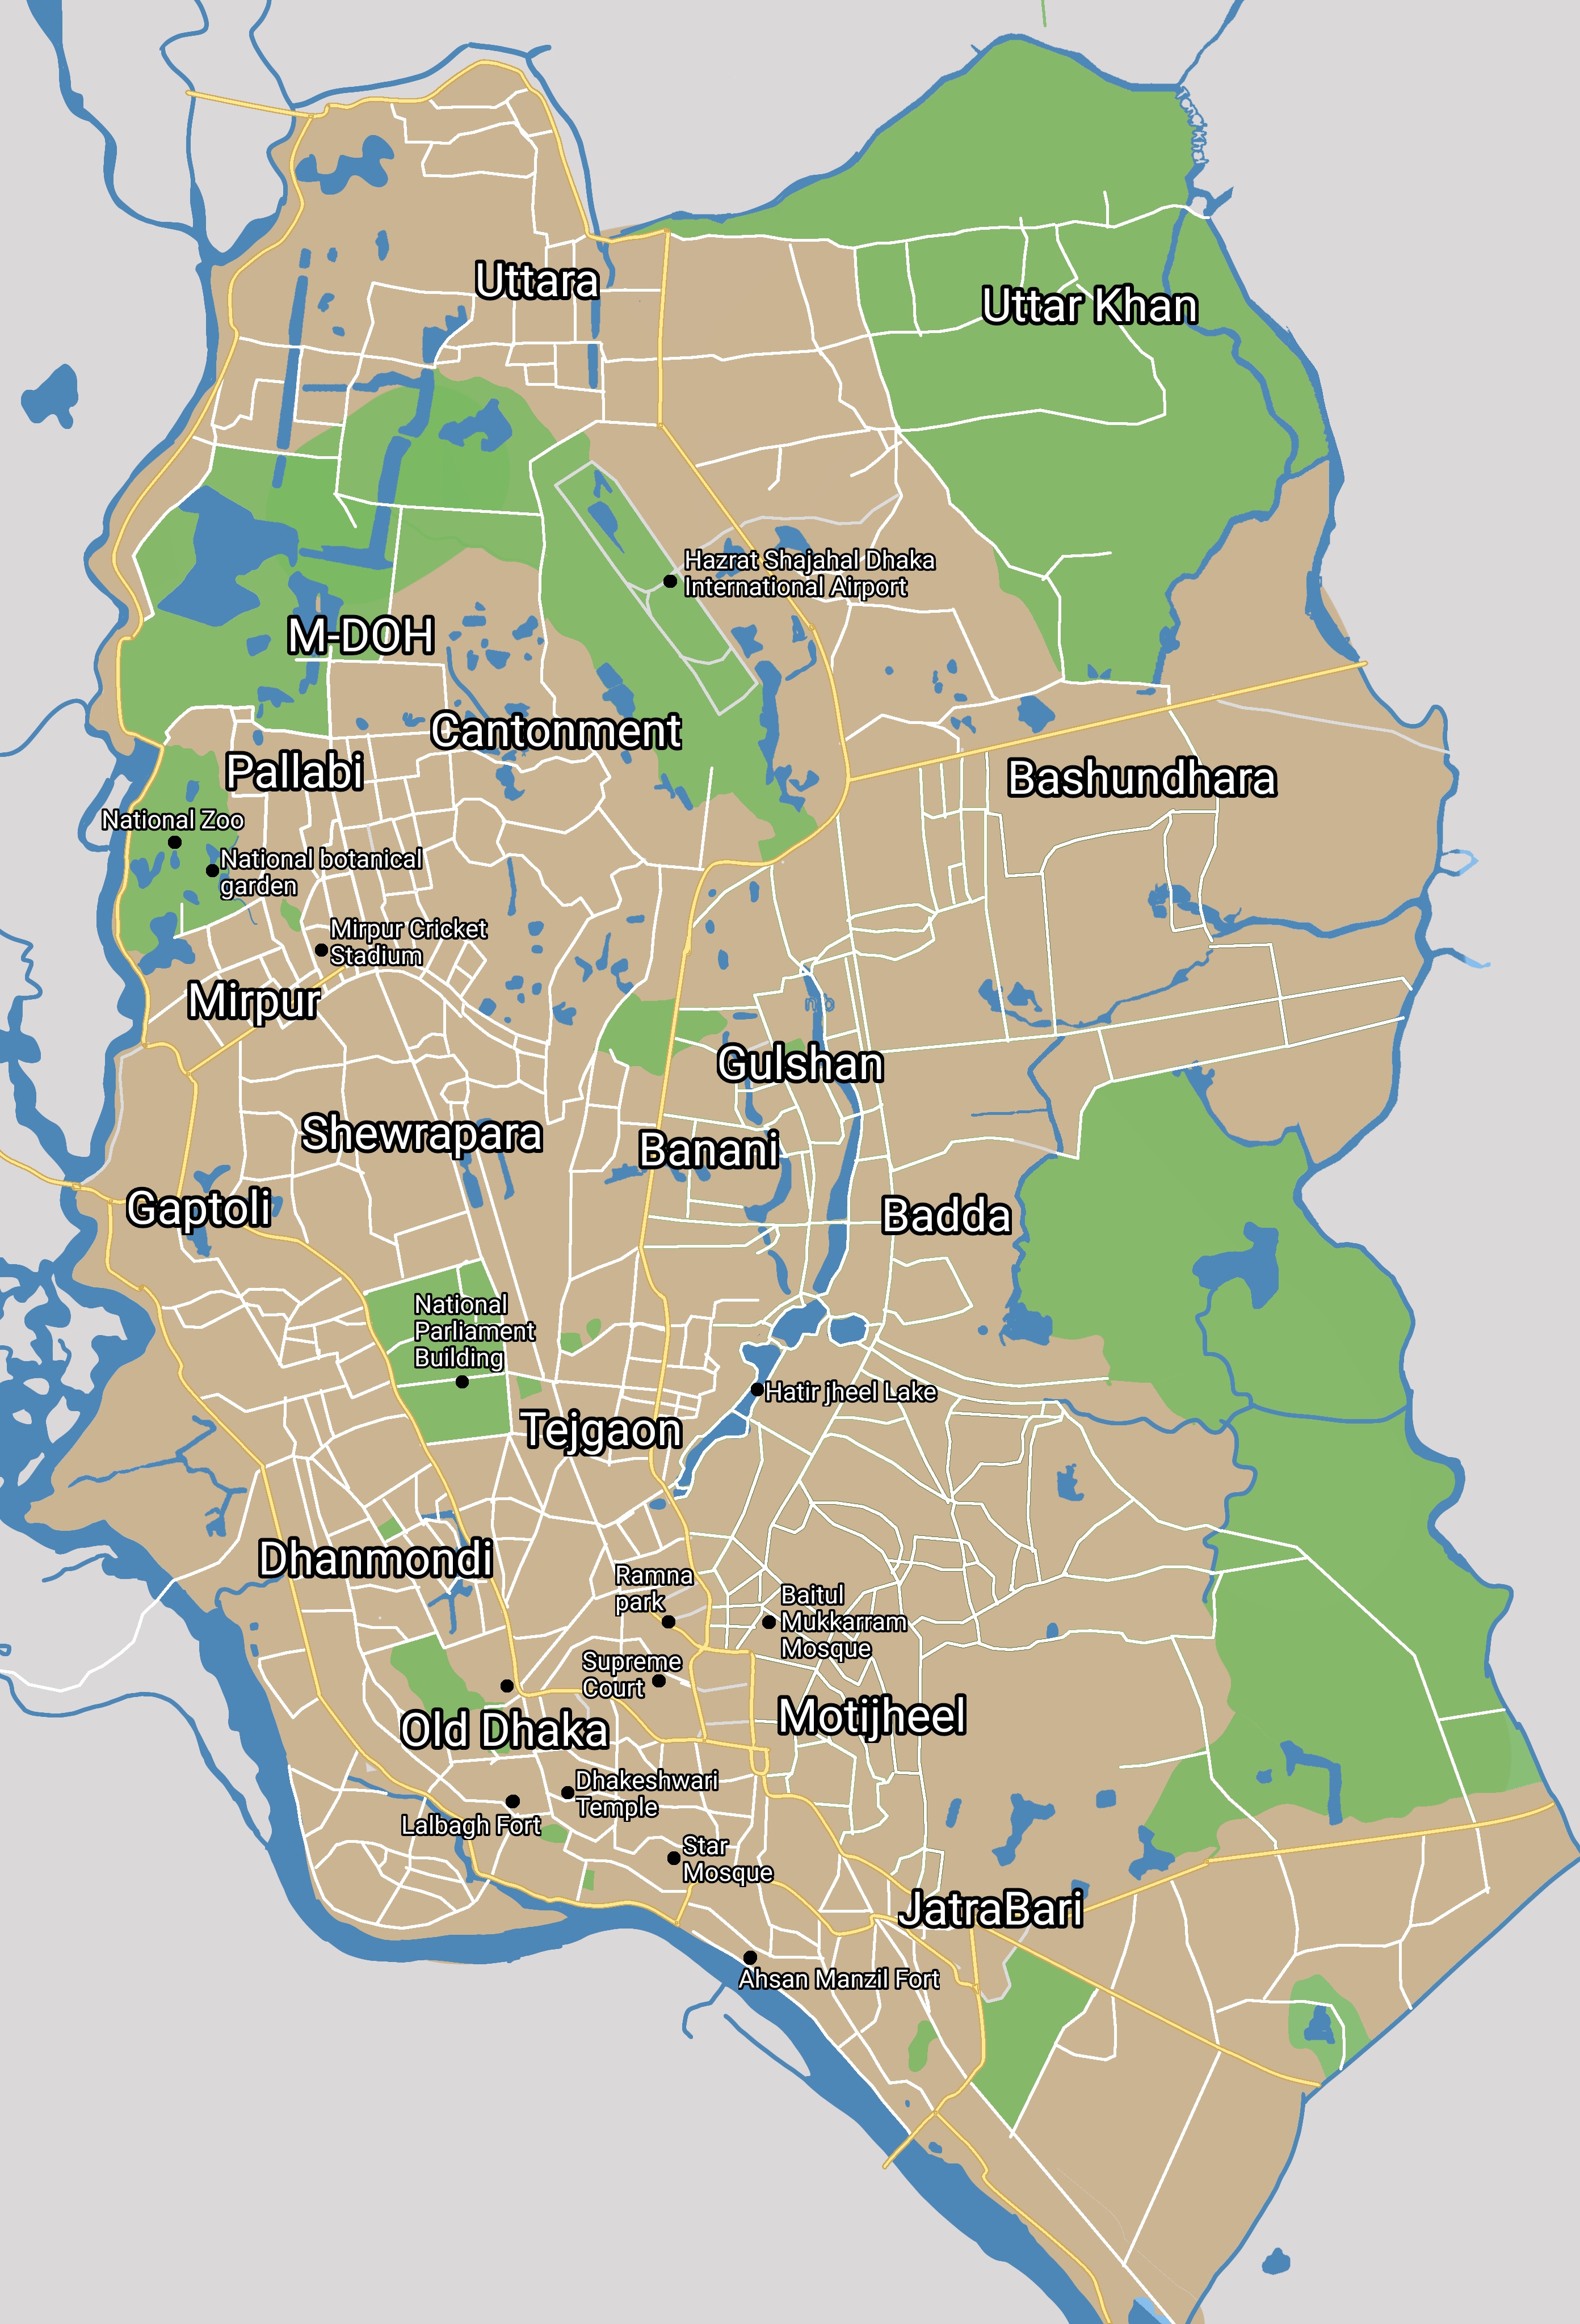 Uttara
Uttar Khan
Hazrat Shajahal Dhaka
International Airport
M-DOH
Cantonment
Pallabi
Bashundhara
National Zoo
National botanical
garden
Mirpur Cricket
Stadium
Mirpur
Gulshan
Shewrapara
Banani
Gaptoli
Badda
National
Parliament
Building
Hatir jheel Lake
Tejgaon
Dhanmondi
Ramna
park
Baitul
Mukkarram
Mosque
Supreme
Court
Motijheel
Old Dhaka
Dhakeshwari
Temple
Lalbagh Fort
Star
Mosque
JatraBari
Ahsan Manzil Fort